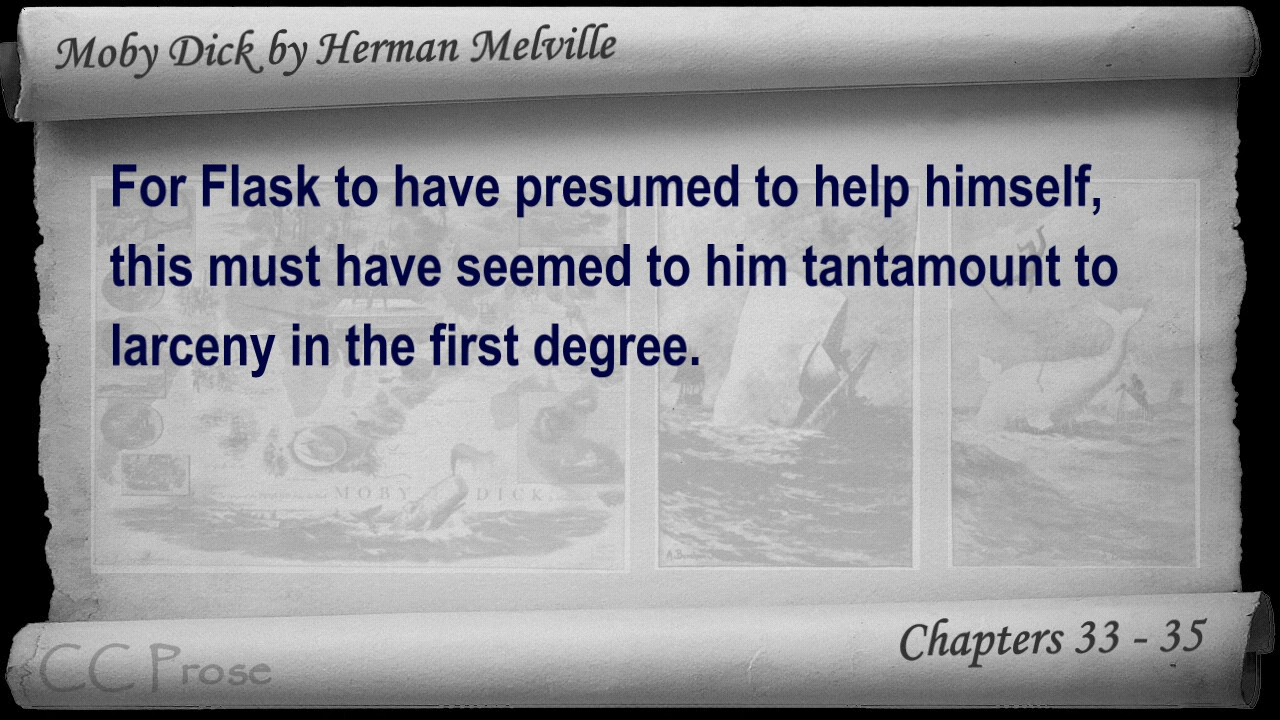 Moby Dick by Herman Melville
For Flask to have presumed to help himself,
this must have seemed to him tantamount to
larceny in the first degree.
MOBY DICK
Chapters 33 - 35
CC Prose